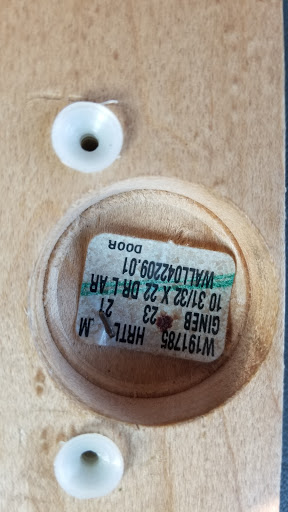 W191785 HRTL M
GINEB 23 21
10 31/32 X 22 DR L AR
WALL042209.01
DOOR